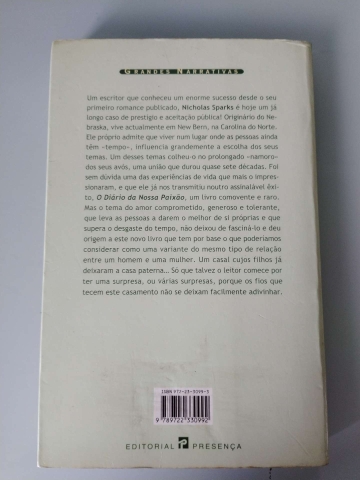 GRANDES NARRATIVAS
Um escritor que conheceu um enorme sucesso desde o seu
primeiro romance publicado, Nicholas Sparks é hoje um já
longo caso de prestígio e aceitação pública! Originário do Ne-
braska, vive actualmente em New Bern, na Carolina do Norte.
Ele próprio admite que viver num lugar onde as pessoas ainda
têm «tempo», influencia grandemente a escolha dos seus
temas. Um desses temas colheu-o no prolongado «namoro»
dos seus avós, uma união que durou quase sete décadas. Foi
sem dúvida uma das experiências de vida que mais o impres-
sionaram, e que ele já nos transmitiu noutro assinalável êxi-
to, O Diário da Nossa Paixão, um livro comovente e raro.
Mas o tema do amor comprometido, generoso e tolerante,
que leva as pessoas a darem o melhor de si próprias e que
supera o desgaste do tempo, não deixou de fasciná-lo e deu
origem a este novo livro que tem por base o que poderíamos
considerar como uma variante do mesmo tipo de relação
entre um homem e uma mulher. Um casal cujos filhos já
deixaram a casa paterna... Só que talvez o leitor comece por
ter uma surpresa, ou várias surpresas, porque os fios que
tecem este casamento não se deixam facilmente adivinhar.
ISBN 972-23-3099-5
9 789722 330992
EDITORIAL PRESENÇA